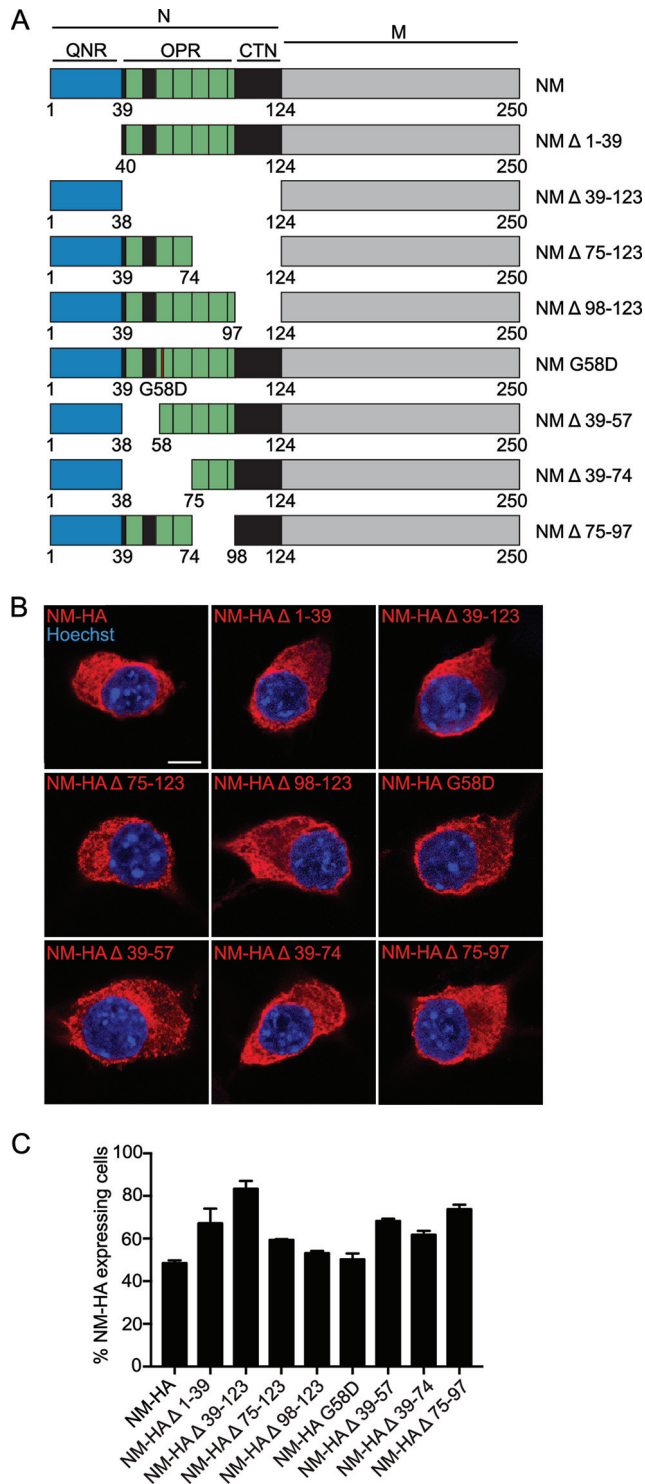 A
N
M
QNR OPR CTN
NM
1 39 124 250
NM Δ 1-39
40 124 250
NM Δ 39-123
1 38 124 250
NM Δ 75-123
1 39 74 124 250
NM Δ 98-123
1 39 97 124 250
NM G58D
1 39 G58D 124 250
NM Δ 39-57
1 38 58 124 250
NM Δ 39-74
1 38 75 124 250
NM Δ 75-97
1 39 74 98 124 250
B
NM-HA
Hoechst
NM-HA Δ 1-39
NM-HA Δ 39-123
NM-HA Δ 75-123
NM-HA Δ 98-123
NM-HA G58D
NM-HA Δ 39-57
NM-HA Δ 39-74
NM-HA Δ 75-97
C
% NM-HA expressing cells
100
80
60
40
20
0
NM-HA
NM-HA Δ 1-39
NM-HA Δ 39-123
NM-HA Δ 75-123
NM-HA Δ 98-123
NM-HA G58D
NM-HA Δ 39-57
NM-HA Δ 39-74
NM-HA Δ 75-97